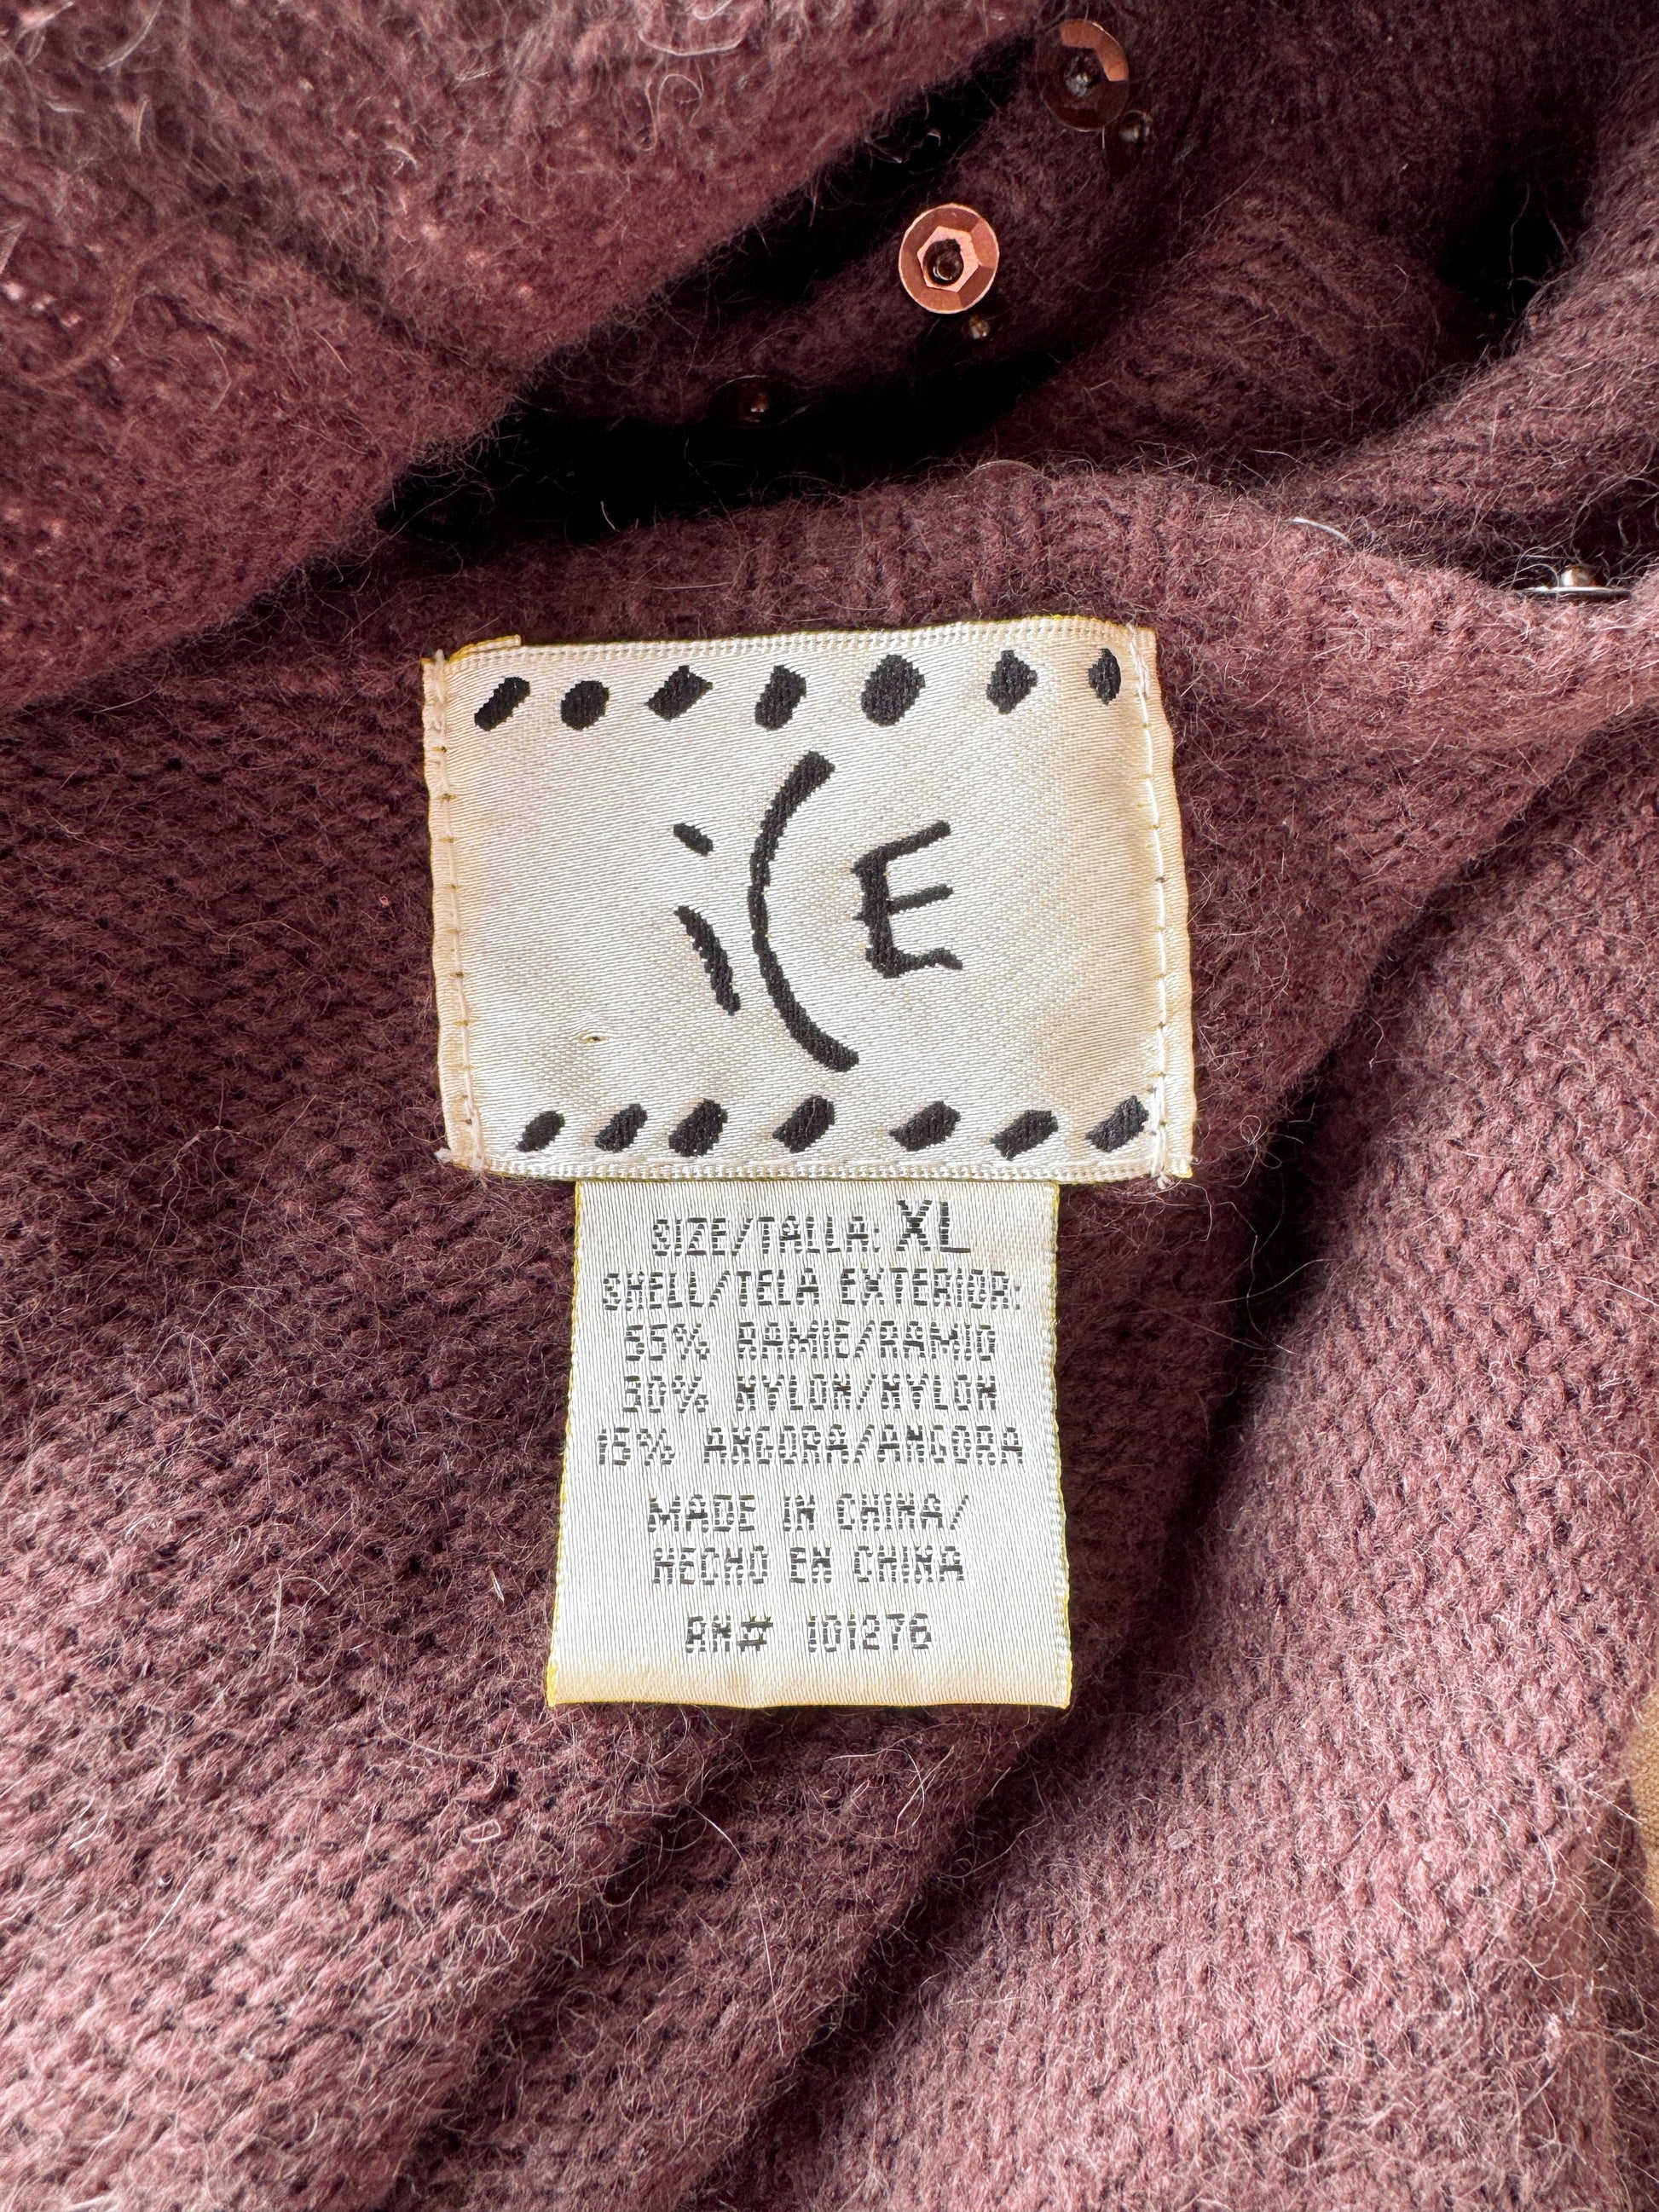 iCE
SIZE/TALLA: XL
SHELL/TELA EXTERIOR:
55% RAMIE/RAMIO
30% NYLON/NYLON
15% ANGORA/ANGORA
MADE IN CHINA/
HECHO EN CHINA
RN# 101276